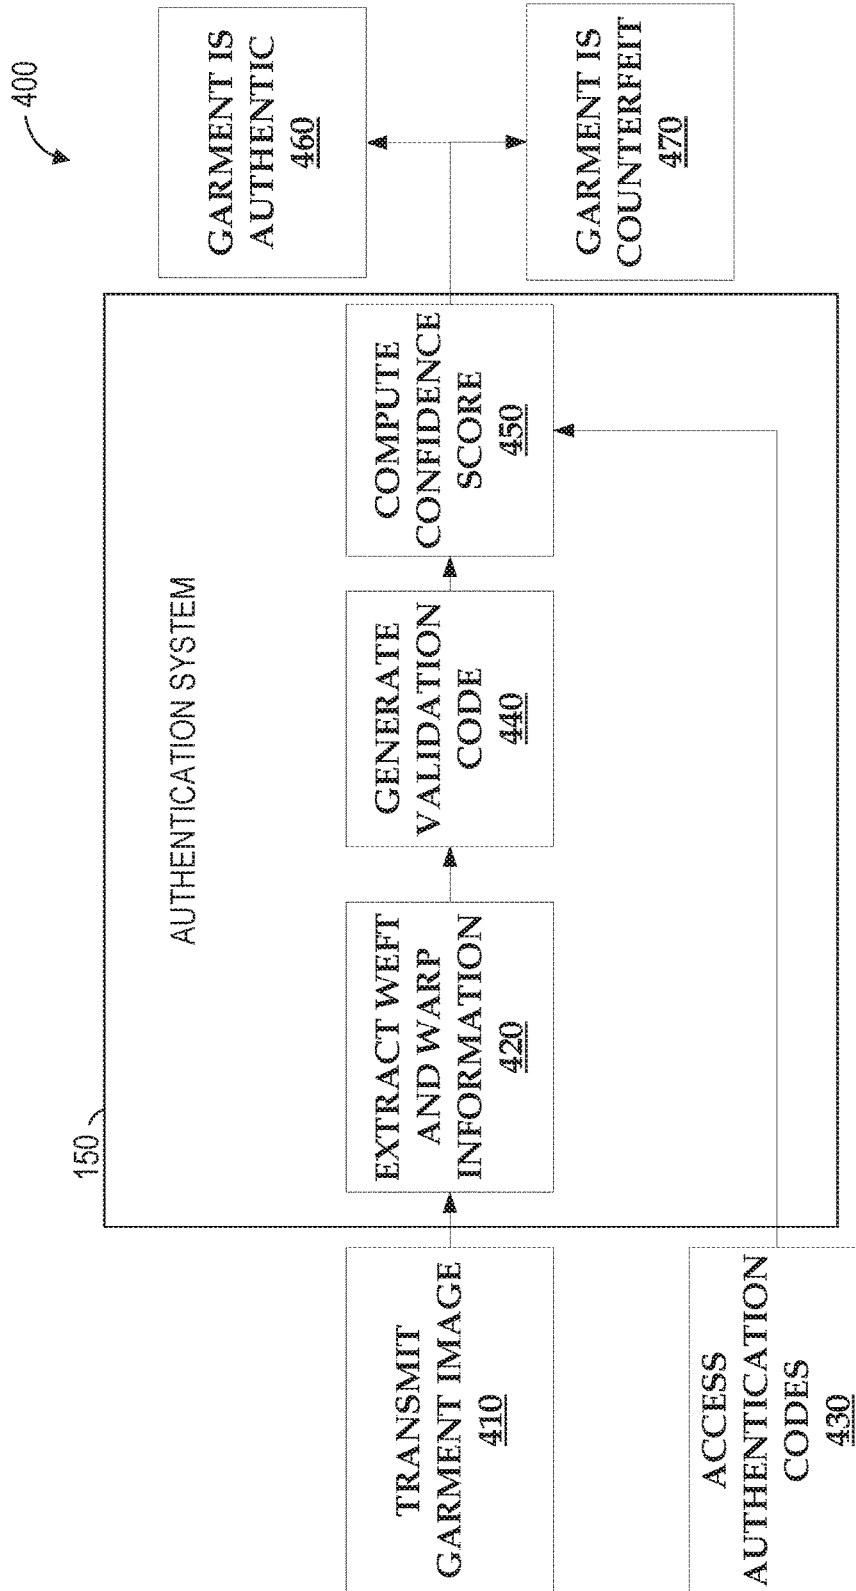 400
150
AUTHENTICATION SYSTEM
TRANSMIT
GARMENT IMAGE
410
EXTRACT WEFT
AND WARP
INFORMATION
420
GENERATE
VALIDATION
CODE
440
COMPUTE
CONFIDENCE
SCORE
450
GARMENT IS
AUTHENTIC
460
GARMENT IS
COUNTERFEIT
470
ACCESS
AUTHENTICATION
CODES
430